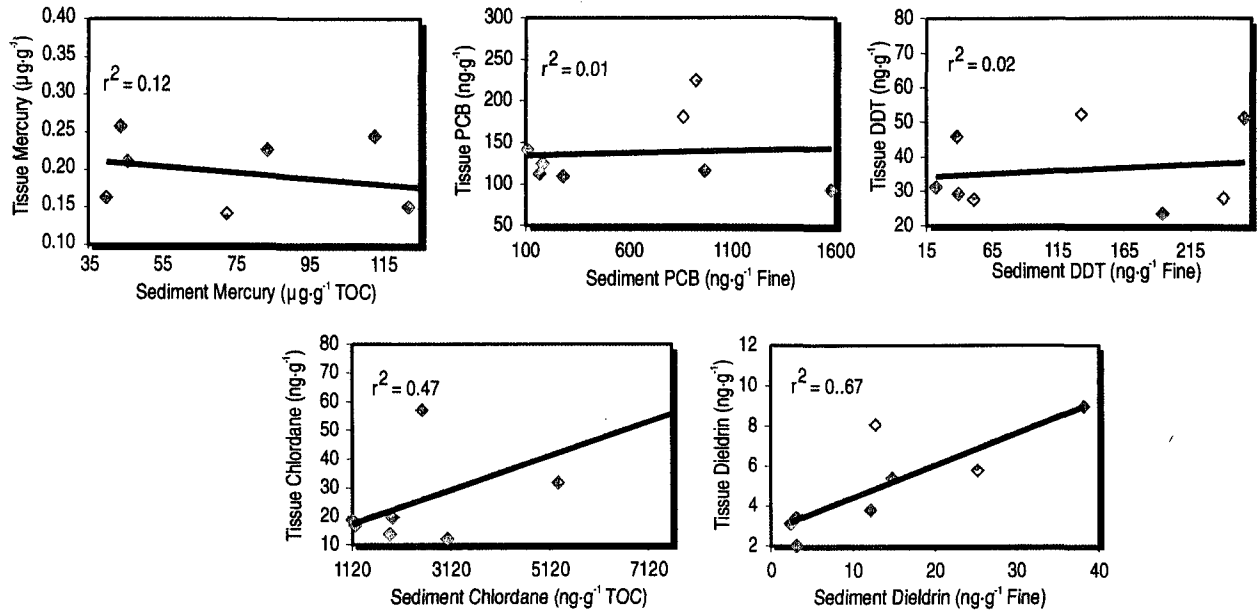 0.40
0.35
0.30
0.25
0.20
0.15
0.10
Tissue Mercury (µg·g⁻¹)
r² = 0.12
35 55 75 95 115
Sediment Mercury (µg·g⁻¹ TOC)
300
250
200
150
100
50
Tissue PCB (ng·g⁻¹)
r² = 0.01
100 600 1100 1600
Sediment PCB (ng·g⁻¹ Fine)
80
70
60
50
40
30
20
Tissue DDT (ng·g⁻¹)
r² = 0.02
15 65 115 165 215
Sediment DDT (ng·g⁻¹ Fine)
80
70
60
50
40
30
20
10
Tissue Chlordane (ng·g⁻¹)
r² = 0.47
1120 3120 5120 7120
Sediment Chlordane (ng·g⁻¹ TOC)
12
10
8
6
4
2
Tissue Dieldrin (ng·g⁻¹)
r² = 0..67
0 10 20 30 40
Sediment Dieldrin (ng·g⁻¹ Fine)